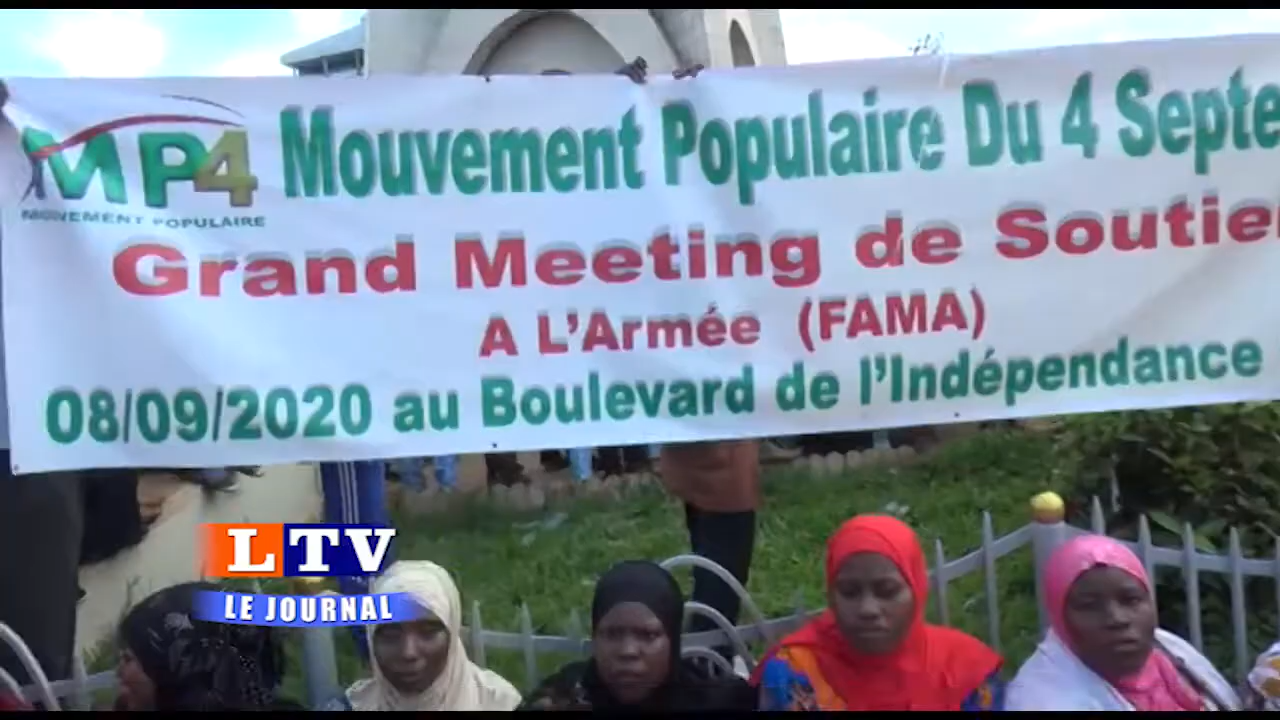 MP4
MOUVEMENT POPULAIRE
Mouvement Populaire Du 4 Septe
Grand Meeting de Soutie
A L'Armée (FAMA)
08/09/2020 au Boulevard de l'Indépendance
LTV
LE JOURNAL